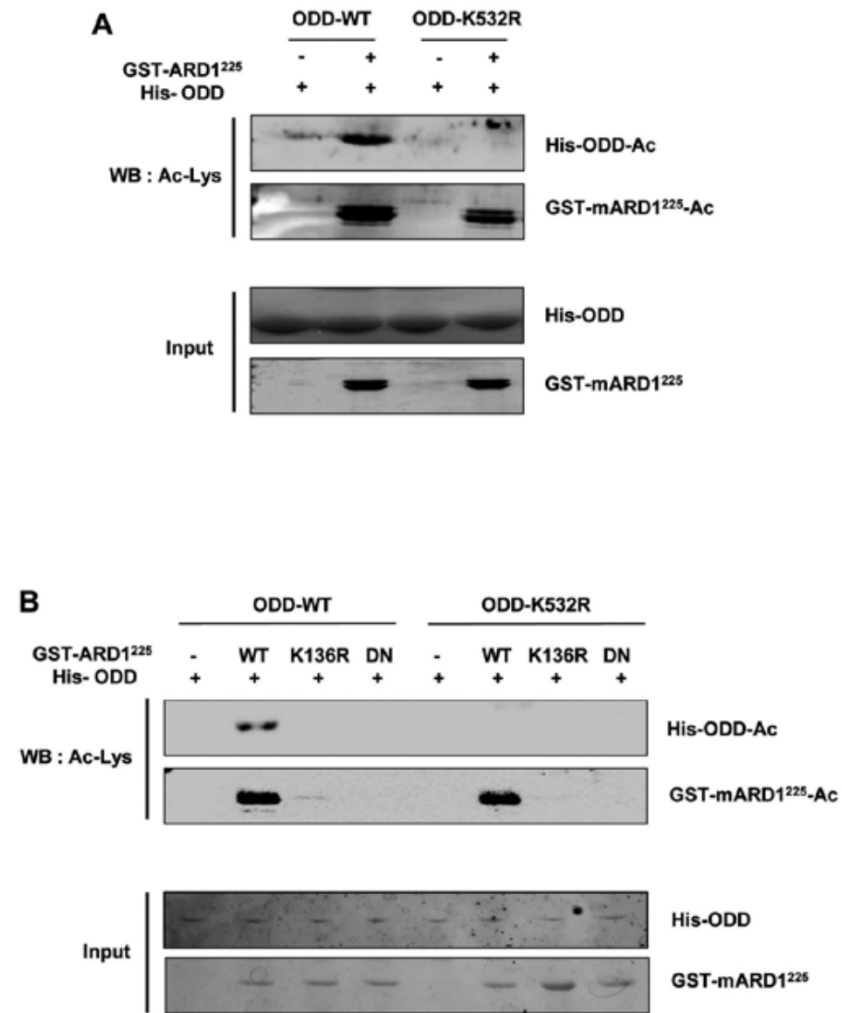 A
ODD-WT ODD-K532R
- + - +
GST-ARD1²²⁵
His- ODD + + + +
WB : Ac-Lys
His-ODD-Ac
GST-mARD1²²⁵-Ac
Input
His-ODD
GST-mARD1²²⁵
B
ODD-WT ODD-K532R
GST-ARD1²²⁵ - WT K136R DN - WT K136R DN
His- ODD + + + + + + + +
WB : Ac-Lys
His-ODD-Ac
GST-mARD1²²⁵-Ac
Input
His-ODD
GST-mARD1²²⁵